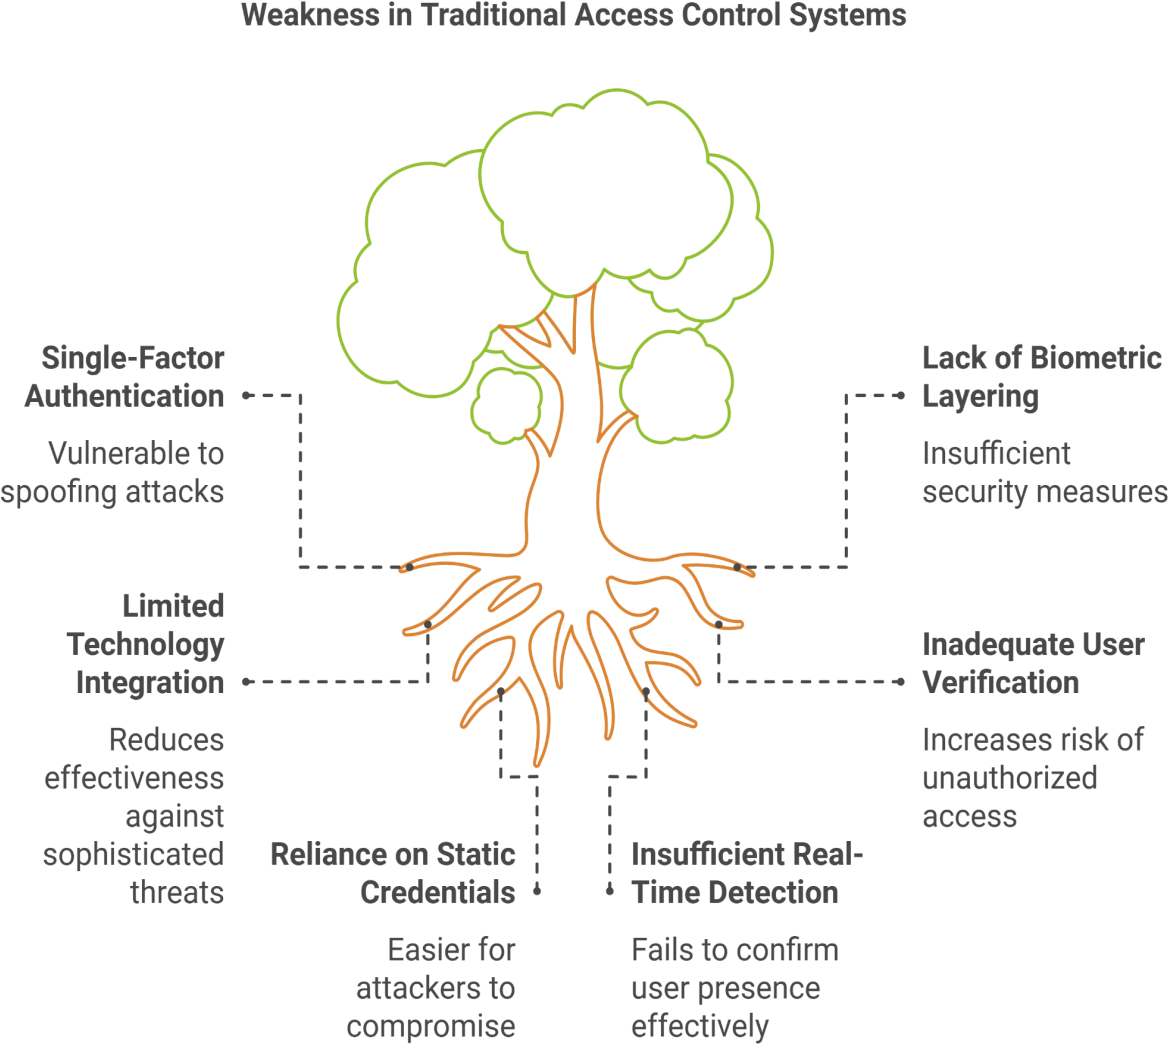 Weakness in Traditional Access Control Systems
Single-Factor
Authentication
Vulnerable to
spoofing attacks
Lack of Biometric
Layering
Insufficient
security measures
Limited
Technology
Integration
Reduces
effectiveness
against
sophisticated
threats
Inadequate User
Verification
Increases risk of
unauthorized
access
Reliance on Static
Credentials
Easier for
attackers to
compromise
Insufficient Real-
Time Detection
Fails to confirm
user presence
effectively